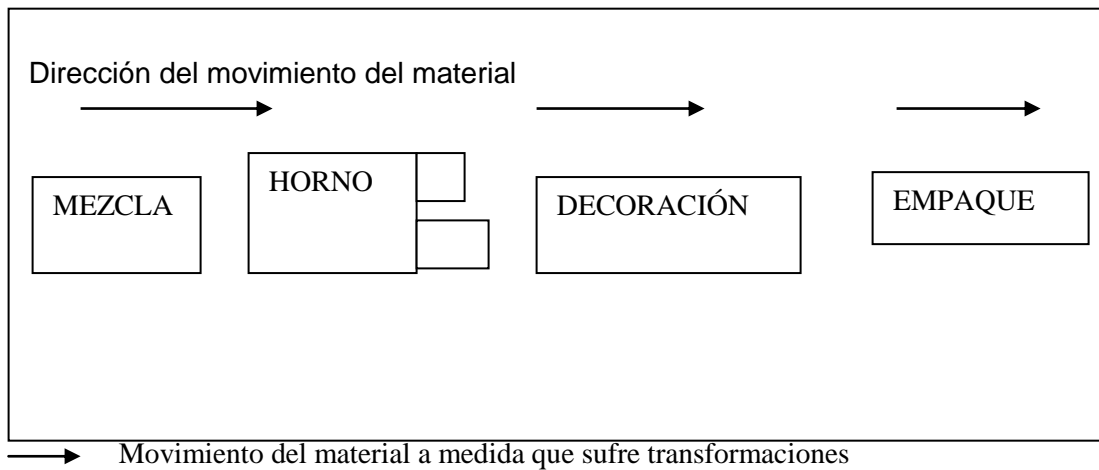 Dirección del movimiento del material
MEZCLA
HORNO
DECORACIÓN
EMPAQUE
Movimiento del material a medida que sufre transformaciones